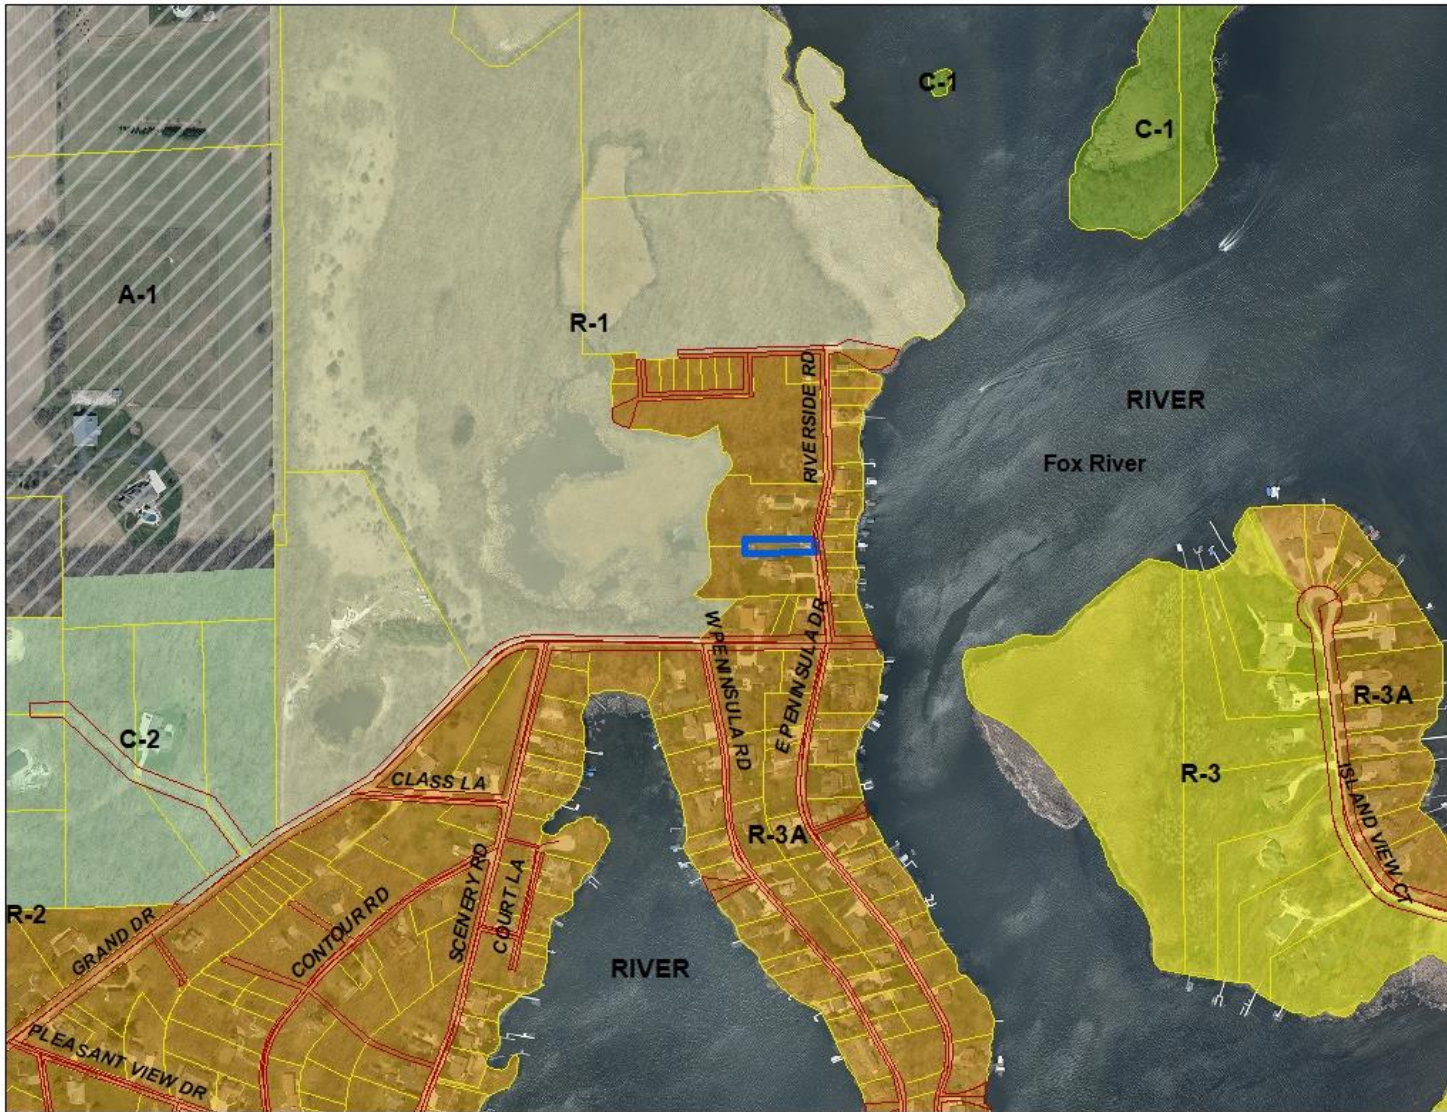 C-1
C-1
A-1
R-1
RIVERSIDE RD
RIVER
Fox River
W PENINSULA RD
E PENINSULA DR
R-3A
C-2
CLASS LA
R-3
ISLAND VIEW CT
R-3A
R-2
GRAND DR
CONTOUR RD
SCENERY RD
COURT LA
RIVER
PLEASANT VIEW DR